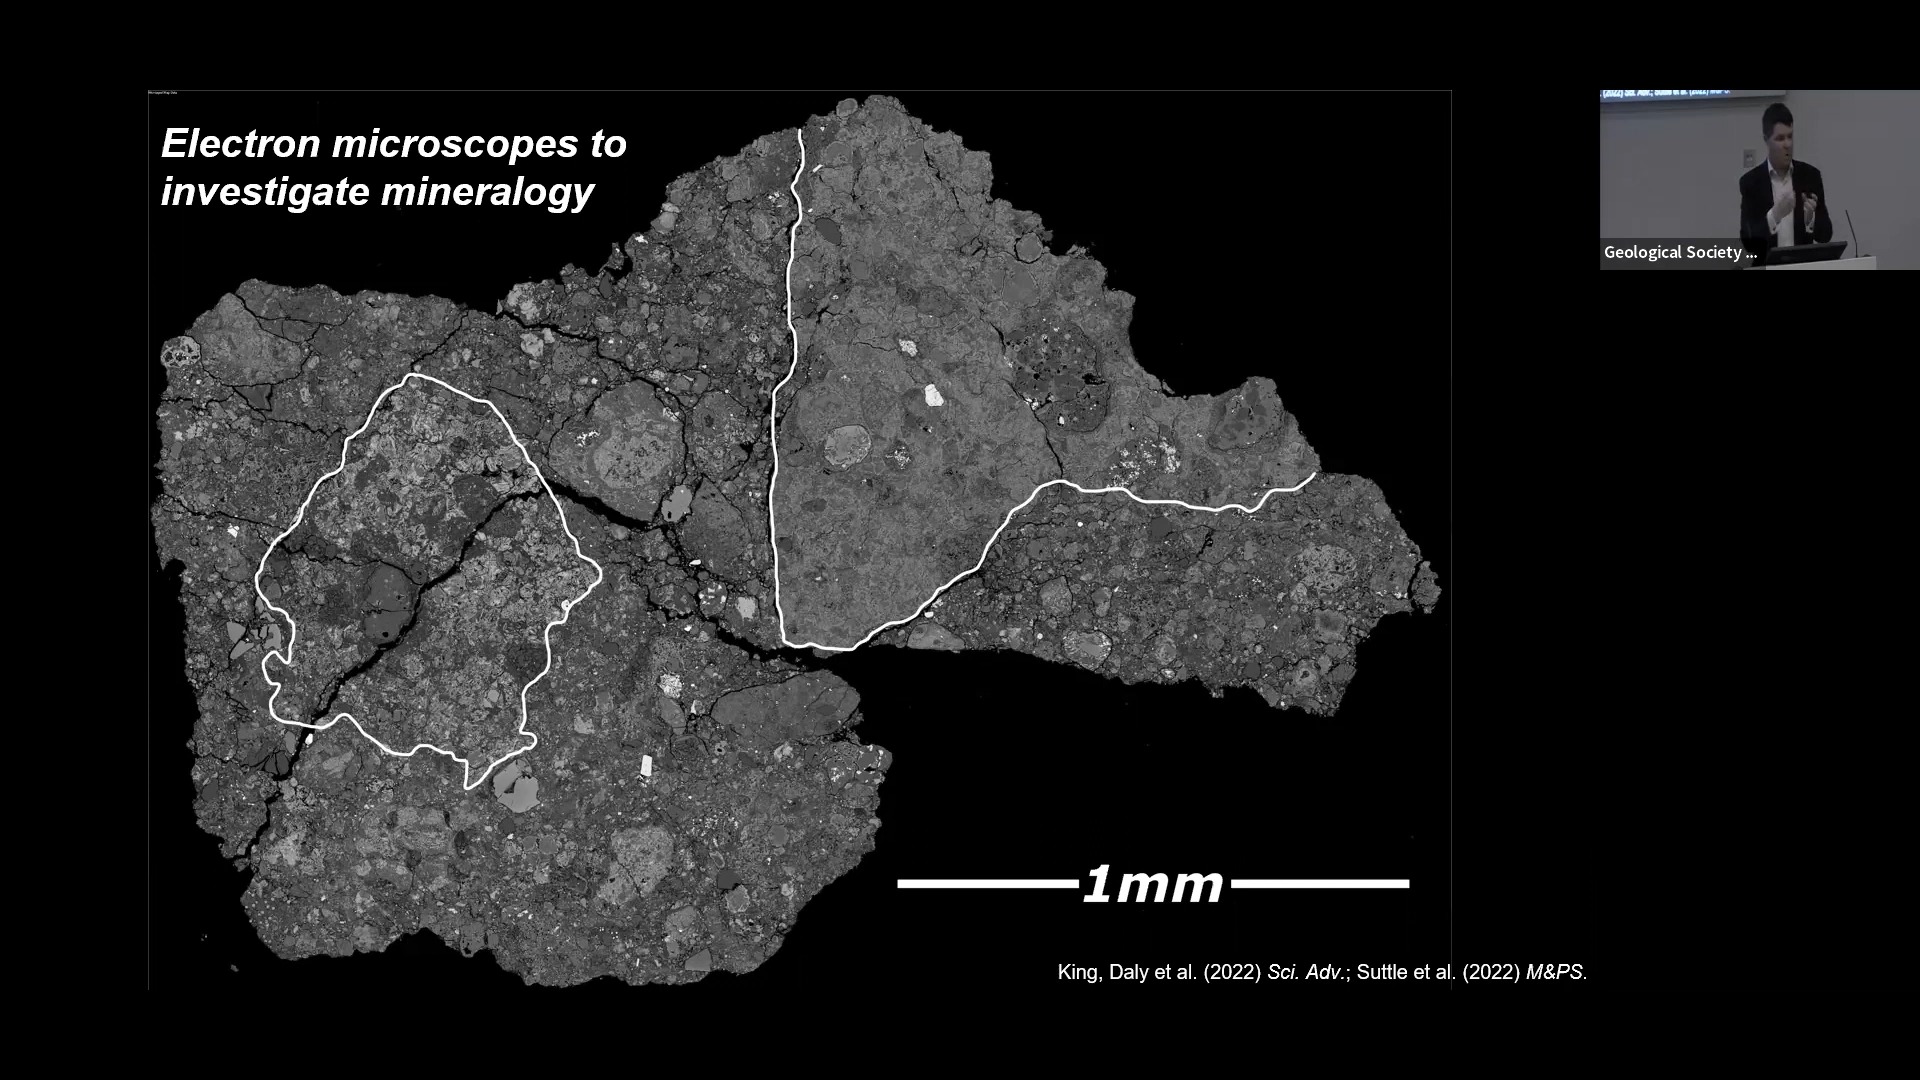 Electron microscopes to
investigate mineralogy
Geological Society ...
1mm
King, Daly et al. (2022) Sci. Adv.; Suttle et al. (2022) M&PS.